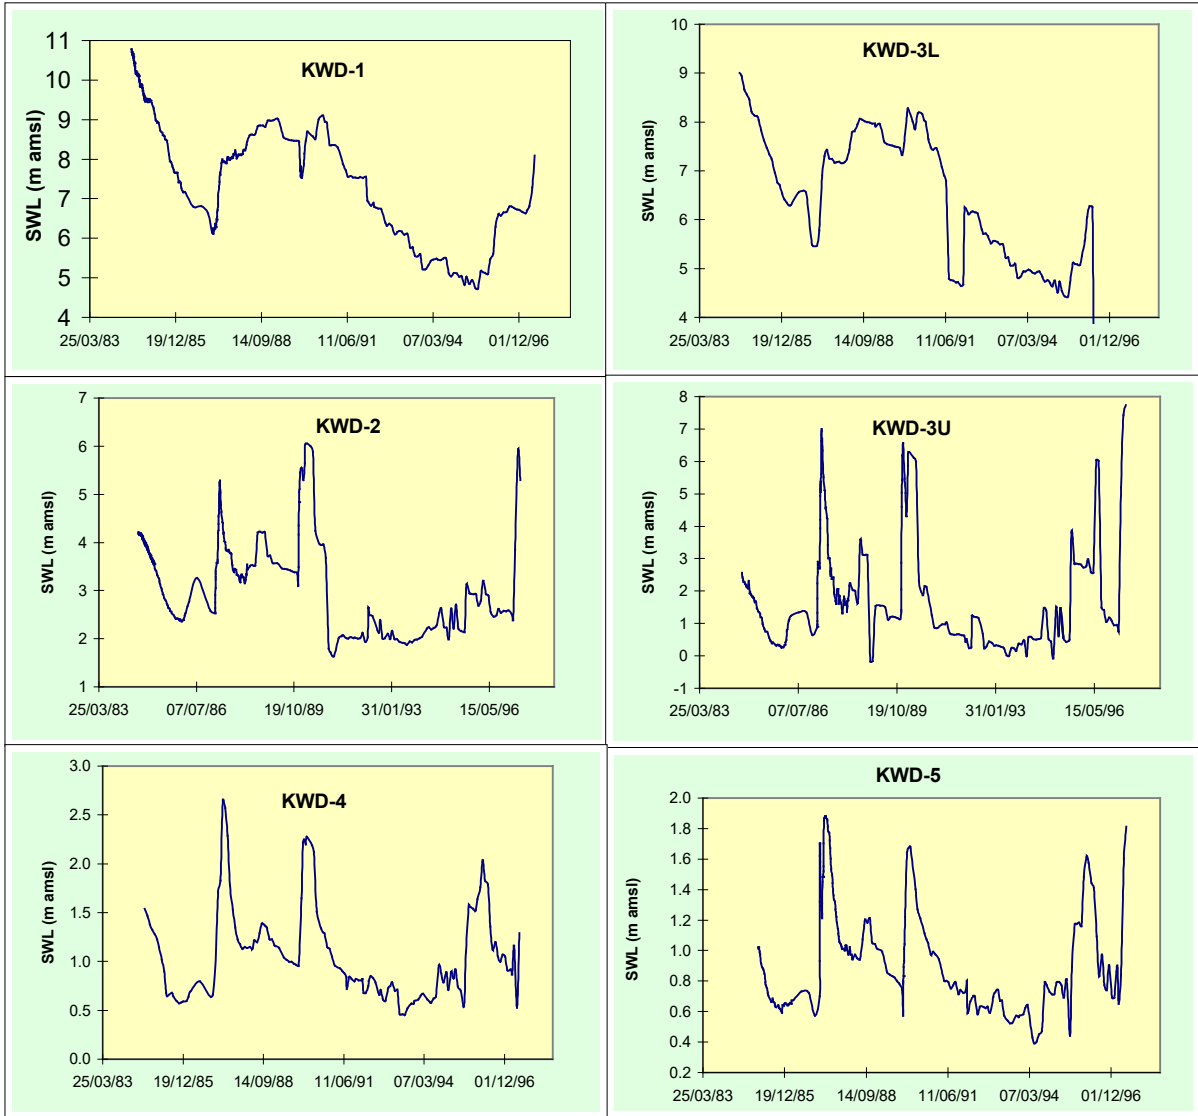 KWD-1
SWL (m amsl)
11
10
9
8
7
6
5
4
25/03/83 19/12/85 14/09/88 11/06/91 07/03/94 01/12/96
KWD-3L
SWL (m amsl)
10
9
8
7
6
5
4
25/03/83 19/12/85 14/09/88 11/06/91 07/03/94 01/12/96
KWD-2
SWL (m amsl)
7
6
5
4
3
2
1
25/03/83 07/07/86 19/10/89 31/01/93 15/05/96
KWD-3U
SWL (m amsl)
8
7
6
5
4
3
2
1
0
-1
25/03/83 07/07/86 19/10/89 31/01/93 15/05/96
KWD-4
SWL (m amsl)
3.0
2.5
2.0
1.5
1.0
0.5
0.0
25/03/83 19/12/85 14/09/88 11/06/91 07/03/94 01/12/96
KWD-5
SWL (m amsl)
2.0
1.8
1.6
1.4
1.2
1.0
0.8
0.6
0.4
0.2
25/03/83 19/12/85 14/09/88 11/06/91 07/03/94 01/12/96